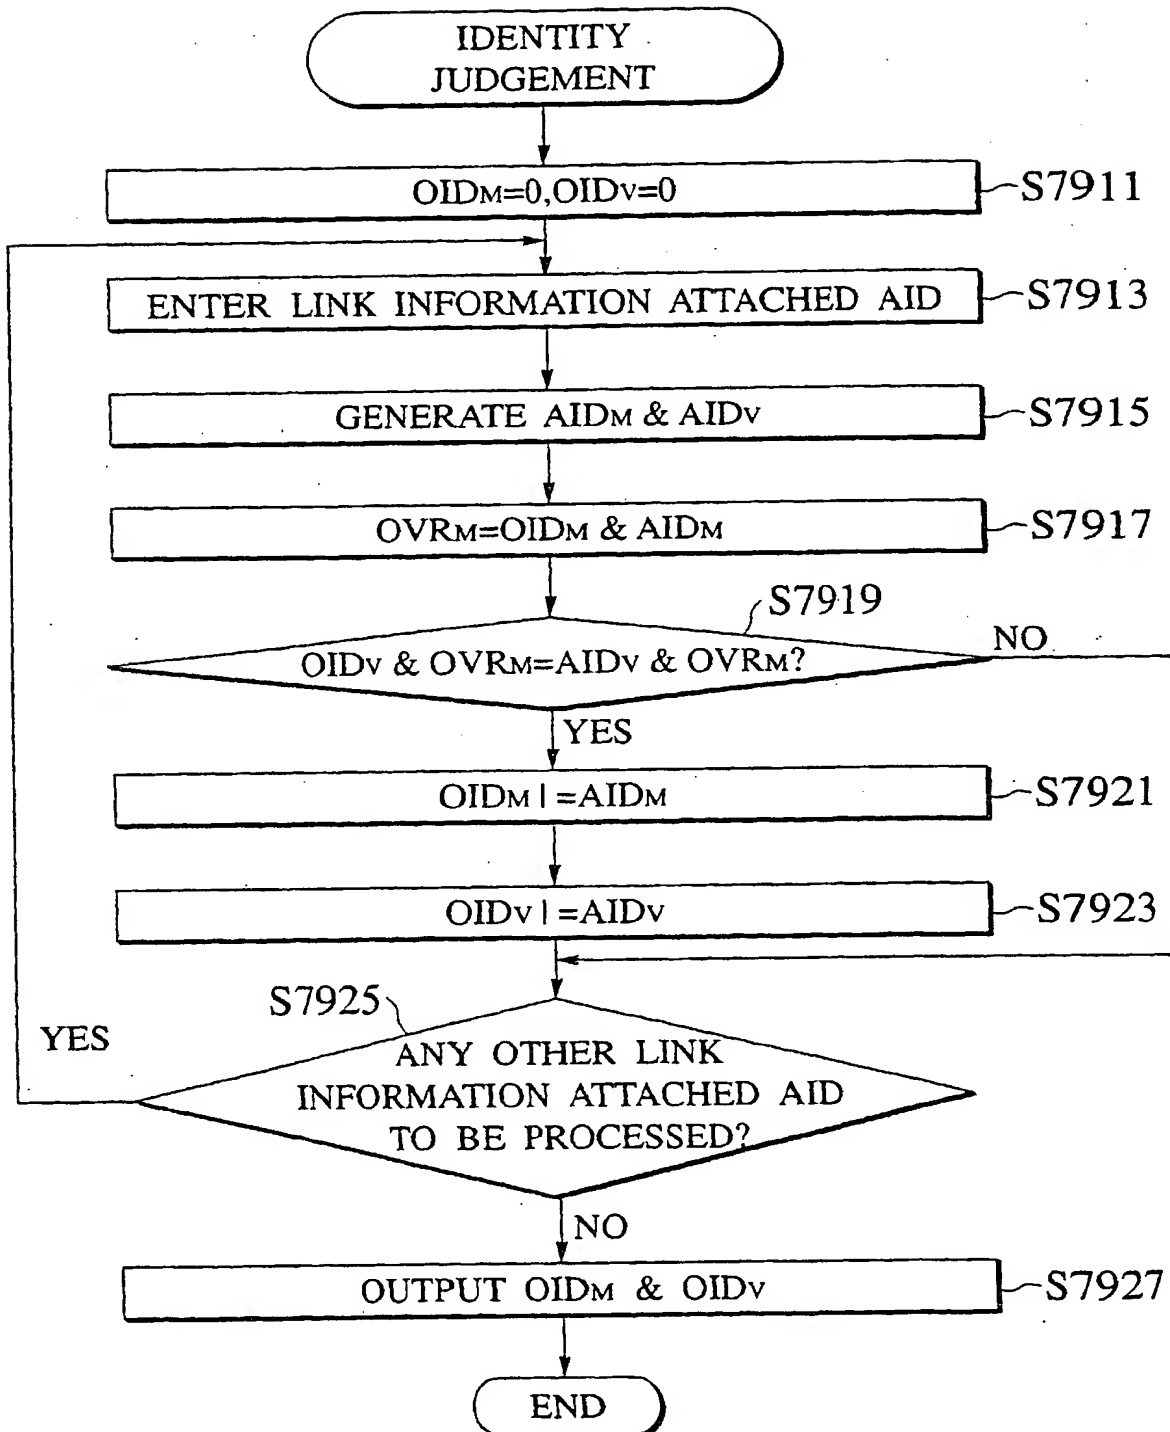 IDENTITY
JUDGEMENT
OIDM=0,OIDV=0
S7911
ENTER LINK INFORMATION ATTACHED AID
S7913
GENERATE AIDM & AIDV
S7915
OVRM=OIDM & AIDM
S7917
S7919
OIDV & OVRM=AIDV & OVRM?
NO
YES
OIDM | =AIDM
S7921
OIDV | =AIDV
S7923
S7925
YES
ANY OTHER LINK
INFORMATION ATTACHED AID
TO BE PROCESSED?
NO
OUTPUT OIDM & OIDV
S7927
END